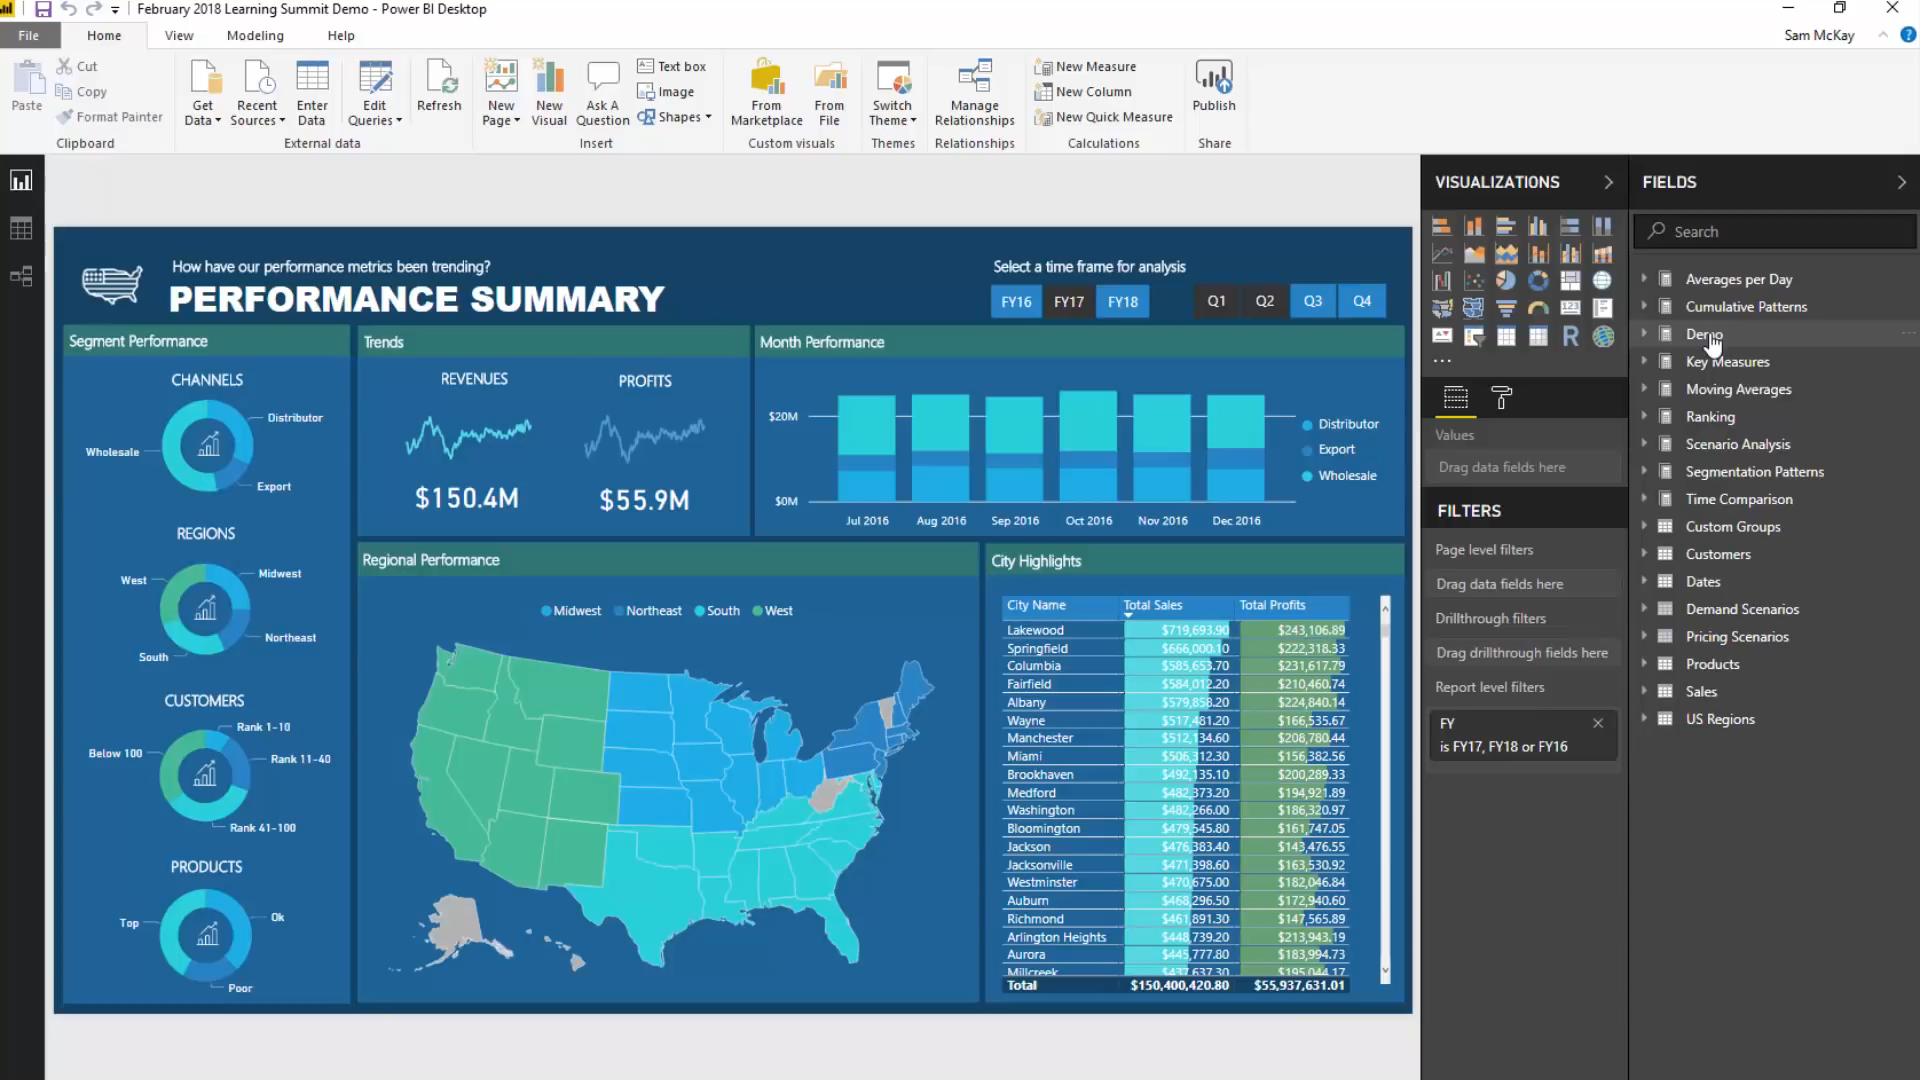 February 2018 Learning Summit Demo - Power BI Desktop
File
Home
View
Modeling
Help
Sam McKay
?
Paste
Cut
Copy
Format Painter
Clipboard
Get
Data
Recent
Sources
Enter
Data
Edit
Queries
Refresh
External data
New
Page
New
Visual
Ask A
Question
Text box
Image
Shapes
Insert
From
Marketplace
From
File
Custom visuals
Switch
Theme
Themes
Manage
Relationships
Relationships
New Measure
New Column
New Quick Measure
Calculations
Publish
Share
How have our performance metrics been trending?
PERFORMANCE SUMMARY
Select a time frame for analysis
FY16
FY17
FY18
Q1
Q2
Q3
Q4
Segment Performance
CHANNELS
Distributor
Wholesale
Export
REGIONS
West
Midwest
Northeast
South
CUSTOMERS
Rank 1-10
Below 100
Rank 11-40
Rank 41-100
PRODUCTS
Top
Ok
Poor
Trends
REVENUES
PROFITS
$150.4M
$55.9M
Month Performance
$20M
$0M
Jul 2016
Aug 2016
Sep 2016
Oct 2016
Nov 2016
Dec 2016
Distributor
Export
Wholesale
Regional Performance
Midwest
Northeast
South
West
City Highlights
City Name Total Sales Total Profits
Lakewood $719,693.90 $243,106.89
Springfield $666,000.10 $222,318.33
Columbia $585,653.70 $231,617.79
Fairfield $584,012.20 $210,460.74
Albany $579,858.20 $224,840.14
Wayne $517,481.20 $166,535.67
Manchester $512,134.60 $208,780.44
Miami $506,312.30 $156,382.56
Brookhaven $492,135.10 $200,289.33
Medford $482,373.20 $194,921.89
Washington $482,266.00 $186,320.97
Bloomington $479,545.80 $161,747.05
Jackson $476,383.40 $143,476.55
Jacksonville $471,398.60 $163,530.92
Westminster $470,675.00 $182,046.84
Auburn $468,296.50 $172,940.60
Richmond $461,891.30 $147,565.89
Arlington Heights $448,739.20 $213,943.19
Aurora $445,777.80 $183,994.73
Millcreek $437,637.30 $195,044.17
Total $150,400,420.80 $55,937,631.01
VISUALIZATIONS
123
R
Values
Drag data fields here
FILTERS
Page level filters
Drag data fields here
Drillthrough filters
Drag drillthrough fields here
Report level filters
FY
is FY17, FY18 or FY16
FIELDS
Search
Averages per Day
Cumulative Patterns
Demo
Key Measures
Moving Averages
Ranking
Scenario Analysis
Segmentation Patterns
Time Comparison
Custom Groups
Customers
Dates
Demand Scenarios
Pricing Scenarios
Products
Sales
US Regions